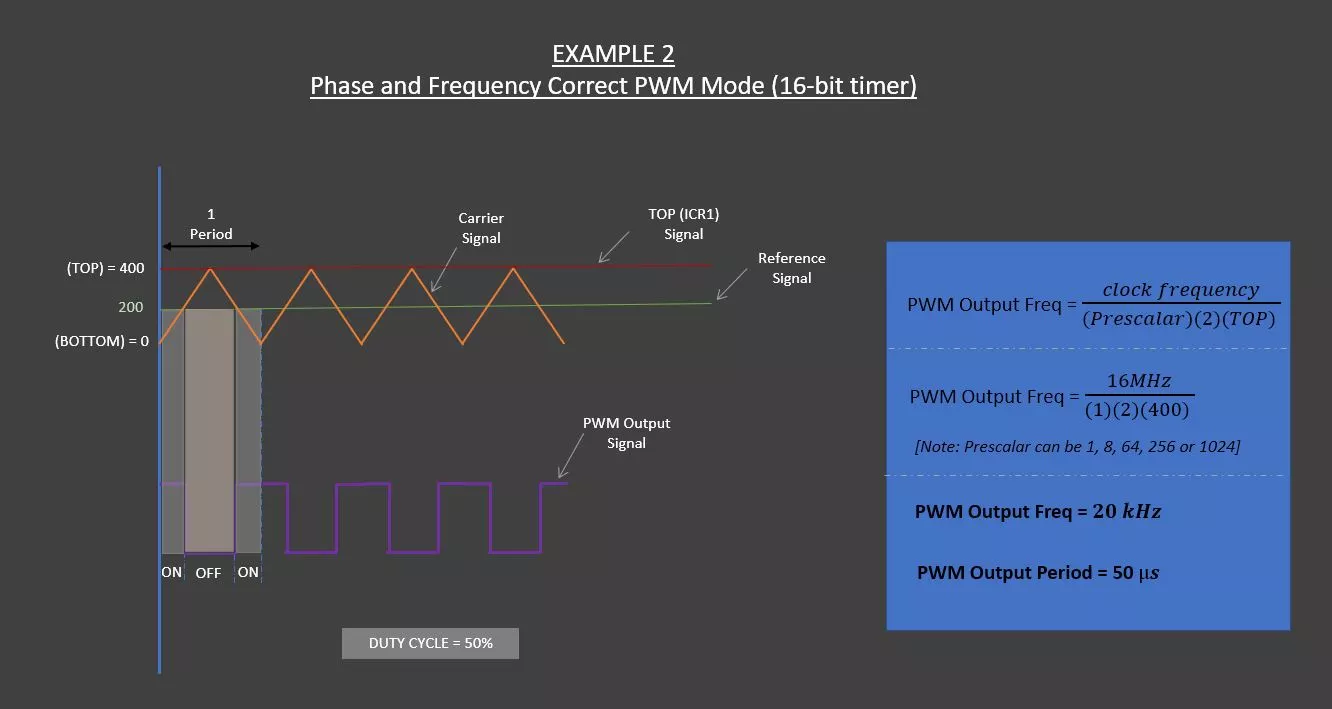 EXAMPLE 2
Phase and Frequency Correct PWM Mode (16-bit timer)
1
Period
Carrier
Signal
TOP (ICR1)
Signal
Reference
Signal
(TOP) = 400
200
(BOTTOM) = 0
PWM Output
Signal
ON
OFF
ON
DUTY CYCLE = 50%
PWM Output Freq = clock frequency
(Prescalar)(2)(TOP)
PWM Output Freq = 16MHz
(1)(2)(400)
[Note: Prescalar can be 1, 8, 64, 256 or 1024]
PWM Output Freq = 20 kHz
PWM Output Period = 50 μs